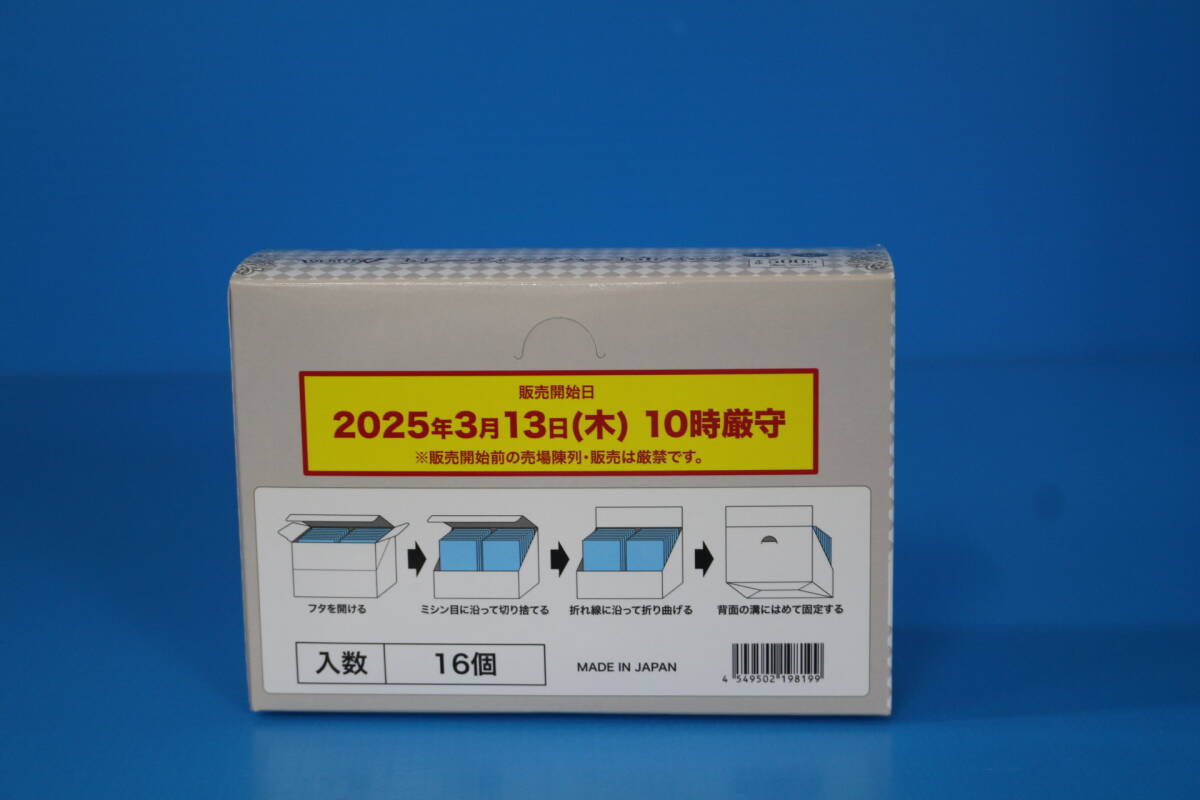 販売開始日
2025年3月13日(木) 10時厳守
※販売開始前の売場陳列・販売は厳禁です。
フタを開ける
ミシン目に沿って切り捨てる
折れ線に沿って折り曲げる
背面の溝にはめて固定する
入数 16個
MADE IN JAPAN
4 549502 198199